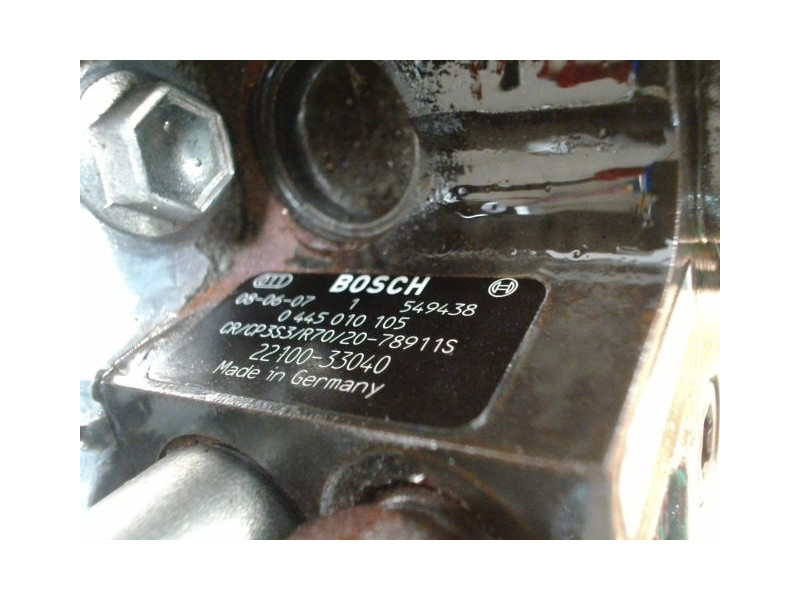 BOSCH
08-06-07 1 549438
0 445 010 105
CR/CP3S3/R70/20-78911S
22100-33040
Made in Germany